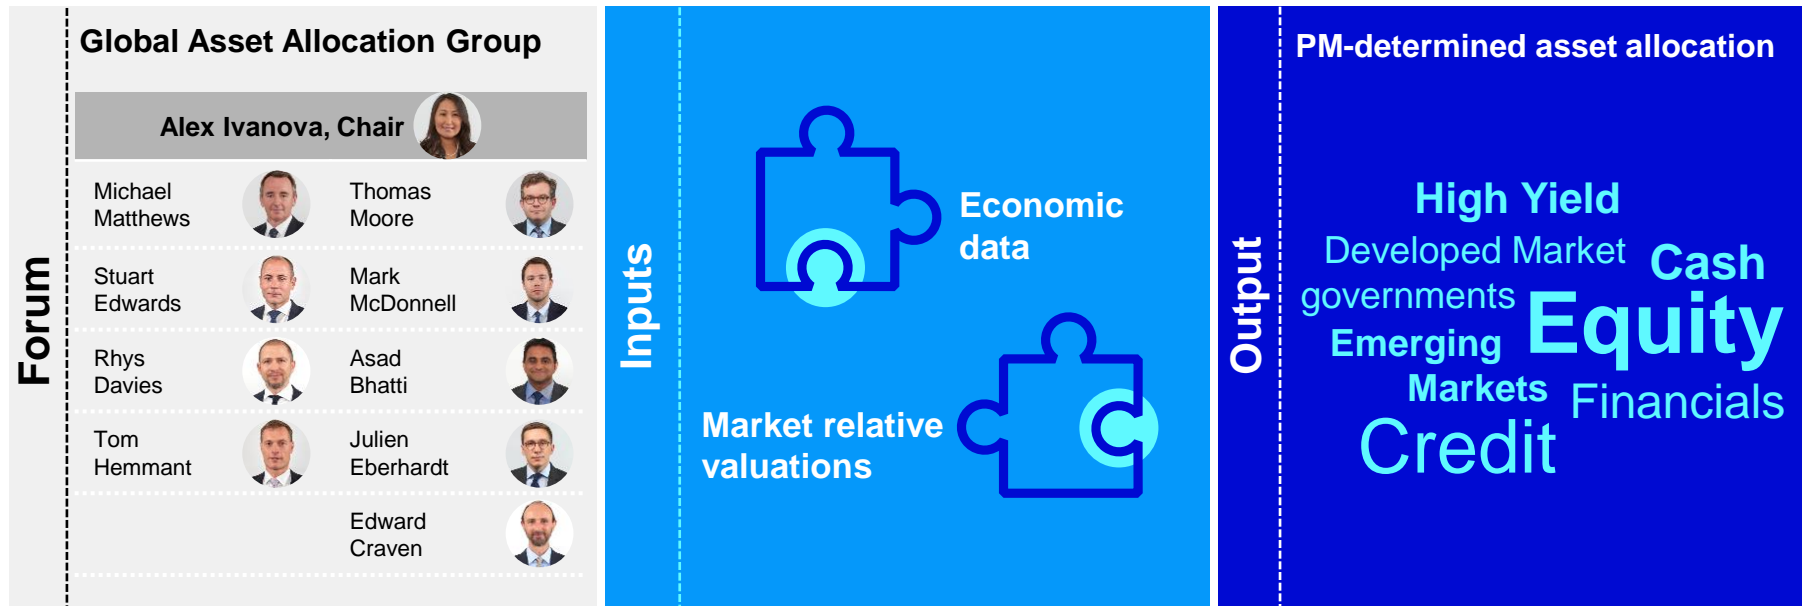 Forum
Global Asset Allocation Group
Alex Ivanova, Chair
Michael
Matthews
Thomas
Moore
Stuart
Edwards
Mark
McDonnell
Rhys
Davies
Asad
Bhatti
Tom
Hemmant
Julien
Eberhardt
Edward
Craven
Inputs
Economic
data
Market relative
valuations
Output
PM-determined asset allocation
High Yield
Developed Market
governments
Cash
Equity
Emerging
Markets
Financials
Credit